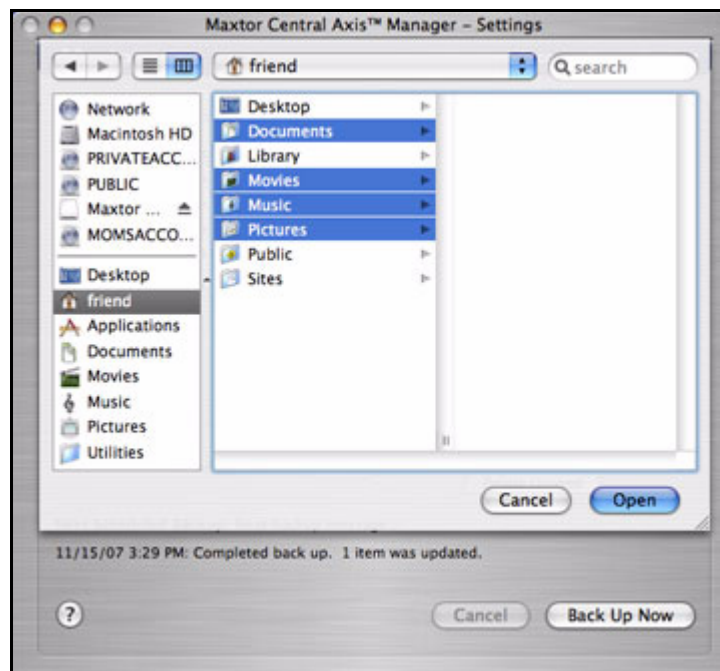 Maxtor Central Axis™ Manager – Settings
friend
search
Network
Macintosh HD
PRIVATEACC...
PUBLIC
Maxtor ...
MOMSACCO...
Desktop
friend
Applications
Documents
Movies
Music
Pictures
Utilities
Desktop
Documents
Library
Movies
Music
Pictures
Public
Sites
Cancel
Open
11/15/07 3:29 PM: Completed back up. 1 item was updated.
?
Cancel
Back Up Now